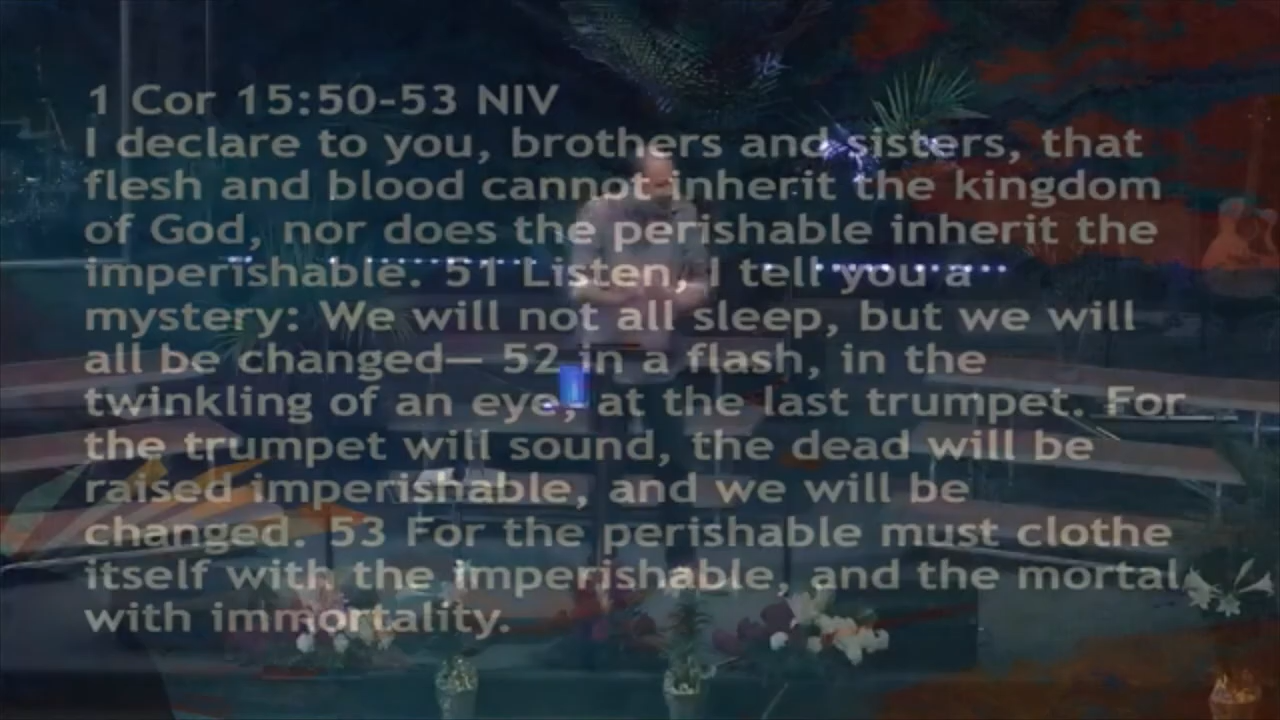 1 Cor 15:50-53 NIV
I declare to you, brothers and sisters, that
flesh and blood cannot inherit the kingdom
of God, nor does the perishable inherit the
imperishable. 51 Listen, I tell you a
mystery: We will not all sleep, but we will
all be changed— 52 in a flash, in the
twinkling of an eye, at the last trumpet. For
the trumpet will sound, the dead will be
raised imperishable, and we will be
changed. 53 For the perishable must clothe
itself with the imperishable, and the mortal
with immortality.